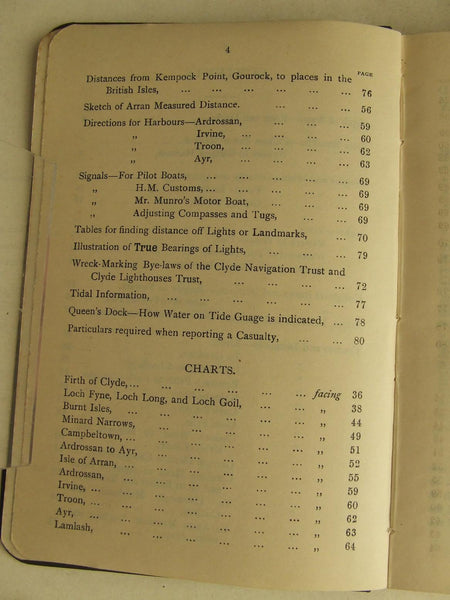 4
PAGE
Distances from Kempock Point, Gourock, to places in the
British Isles, ... ... ... ... ... ... 76
Sketch of Arran Measured Distance. ... ... ... 56
Directions for Harbours—Ardrossan, ... ... ... 59
„ Irvine, ... ... ... ... 60
„ Troon, ... ... ... ... 62
„ Ayr, ... ... ... ... 63
Signals—For Pilot Boats, ... ... ... ... ... 69
„ H.M. Customs, ... ... ... ... ... 69
„ Mr. Munro's Motor Boat, ... ... ... 69
„ Adjusting Compasses and Tugs, ... ... 69
Tables for finding distance off Lights or Landmarks, ... 70
Illustration of True Bearings of Lights, ... ... ... 79
Wreck-Marking Bye-laws of the Clyde Navigation Trust and
Clyde Lighthouses Trust, ... ... ... ... 72
Tidal Information, ... ... ... ... ... ... 77
Queen's Dock—How Water on Tide Guage is indicated, ... 78
Particulars required when reporting a Casualty, ... ... 80
CHARTS.
Firth of Clyde, ... ... ... ... ... facing 36
Loch Fyne, Loch Long, and Loch Goil, ... ... „ 38
Burnt Isles, ... ... ... ... ... „ 44
Minard Narrows, ... ... ... ... ... „ 49
Campbeltown, ... ... ... ... ... ... „ 51
Ardrossan to Ayr, ... ... ... ... ... „ 52
Isle of Arran, ... ... ... ... ... ... „ 55
Ardrossan, ... ... ... ... ... „ 59
Irvine, ... ... ... ... ... ... „ 60
Troon, ... ... ... ... ... ... „ 62
Ayr, ... ... ... ... ... ... „ 63
Lamlash, ... ... ... ... ... „ 64